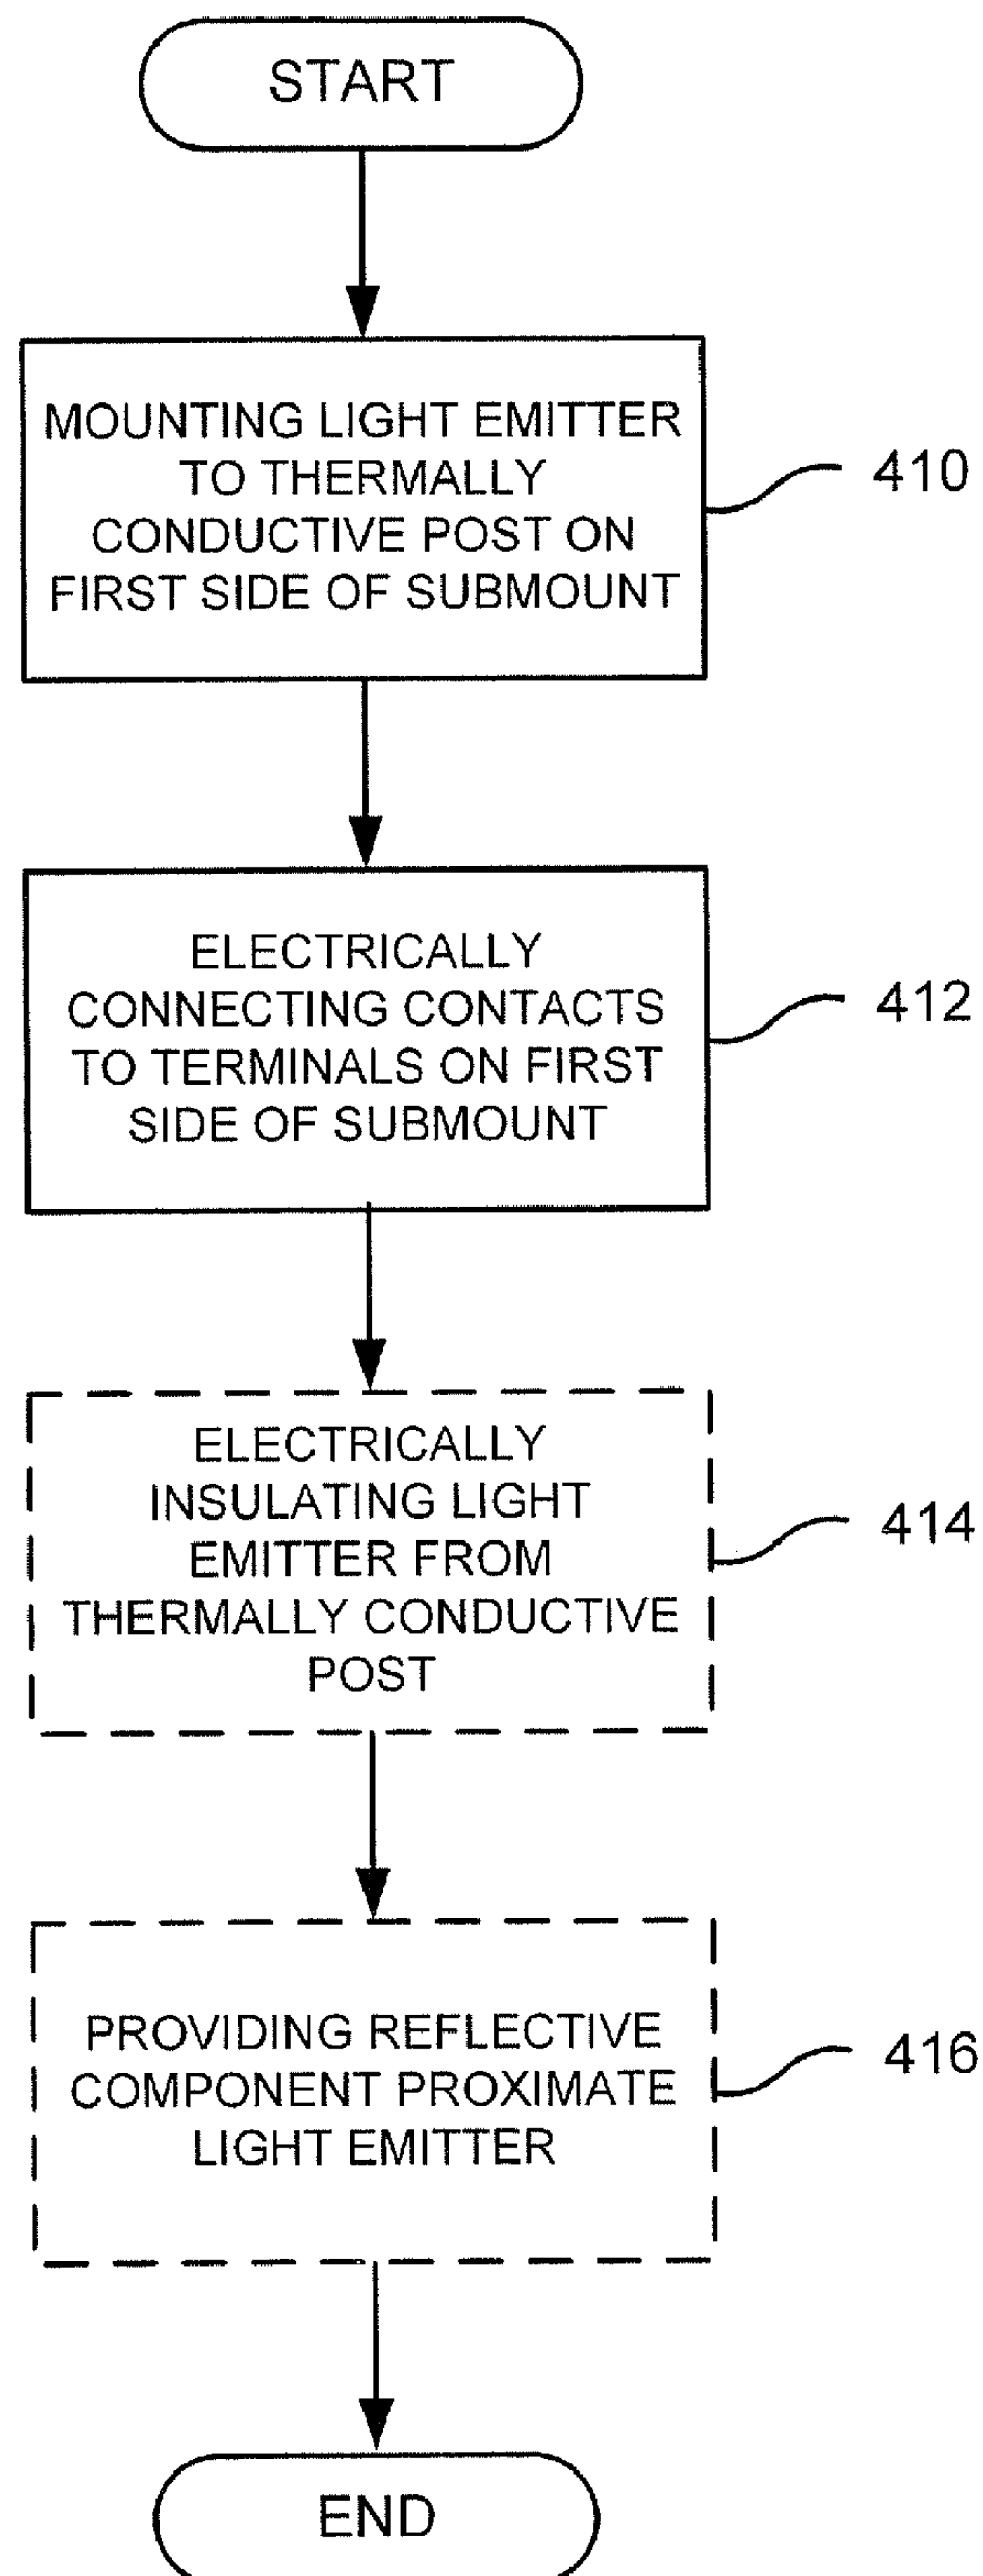 START
MOUNTING LIGHT EMITTER
TO THERMALLY
CONDUCTIVE POST ON
FIRST SIDE OF SUBMOUNT
410
ELECTRICALLY
CONNECTING CONTACTS
TO TERMINALS ON FIRST
SIDE OF SUBMOUNT
412
ELECTRICALLY
INSULATING LIGHT
EMITTER FROM
THERMALLY CONDUCTIVE
POST
414
PROVIDING REFLECTIVE
COMPONENT PROXIMATE
LIGHT EMITTER
416
END